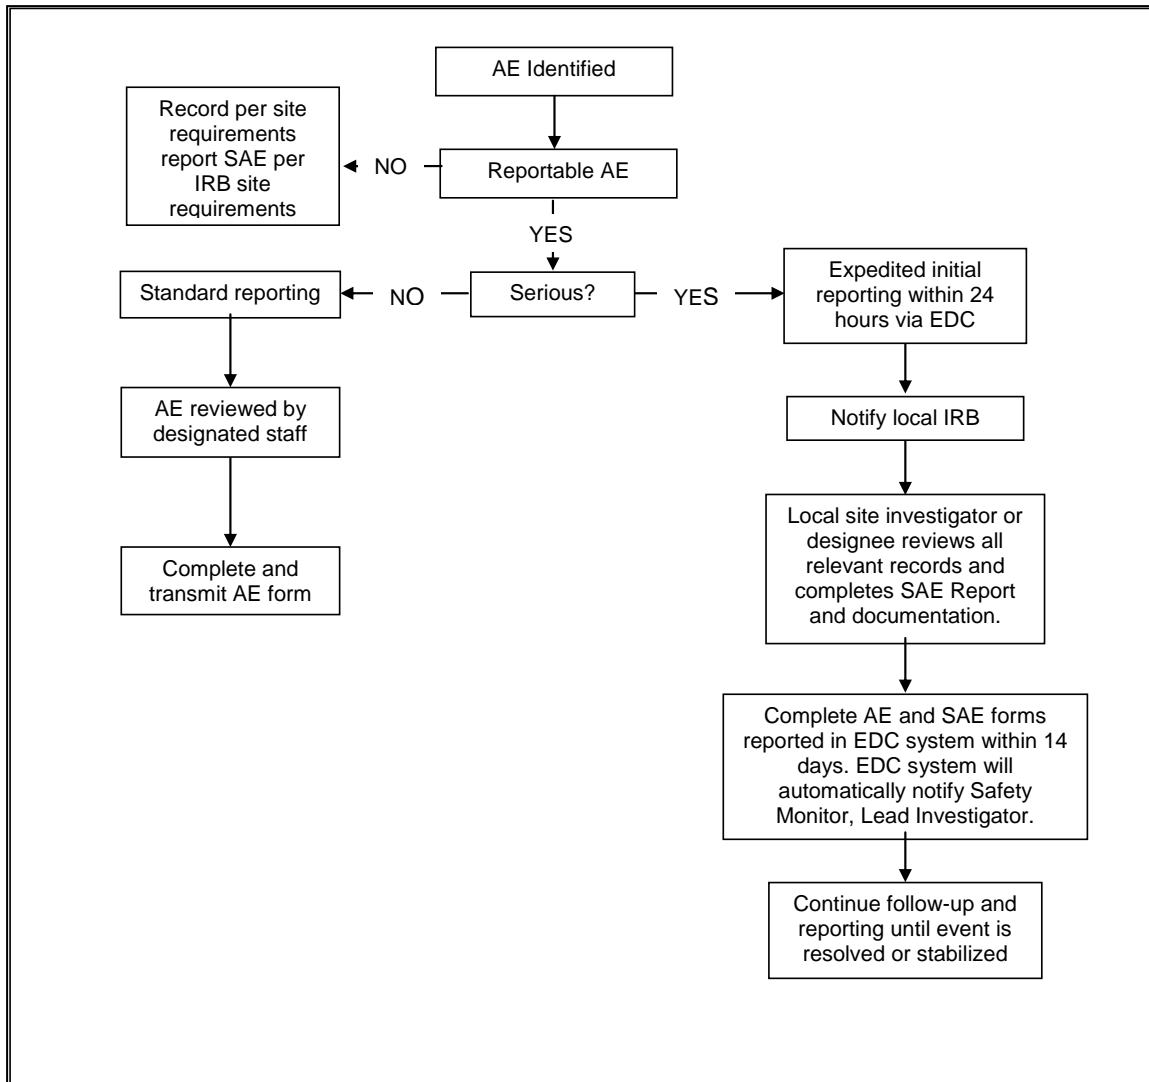 AE Identified
Record per site
requirements
report SAE per
IRB site
requirements
NO
Reportable AE
YES
Standard reporting
NO
Serious?
YES
Expedited initial
reporting within 24
hours via EDC
AE reviewed by
designated staff
Notify local IRB
Complete and
transmit AE form
Local site investigator or
designee reviews all
relevant records and
completes SAE Report
and documentation.
Complete AE and SAE forms
reported in EDC system within 14
days. EDC system will
automatically notify Safety
Monitor, Lead Investigator.
Continue follow-up and
reporting until event is
resolved or stabilized